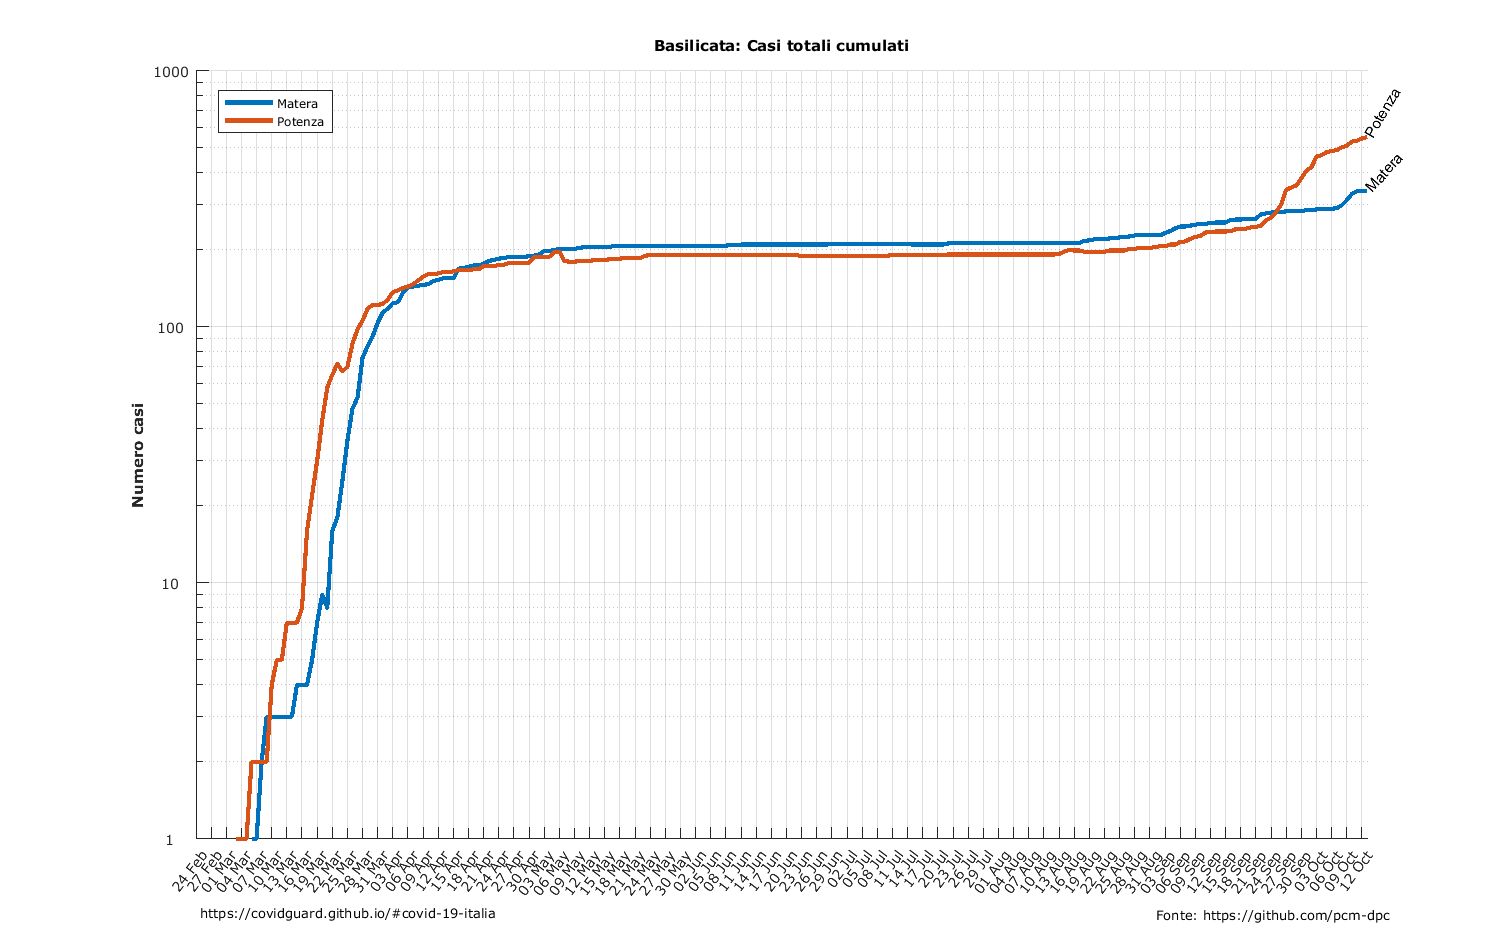 Basilicata: Casi totali cumulati
1000
100
10
1
Numero casi
Matera
Potenza
Potenza
Matera
24 Feb
27 Feb
01 Mar
04 Mar
07 Mar
10 Mar
13 Mar
16 Mar
19 Mar
22 Mar
25 Mar
28 Mar
31 Mar
03 Apr
06 Apr
09 Apr
12 Apr
15 Apr
18 Apr
21 Apr
24 Apr
27 Apr
30 Apr
03 May
06 May
09 May
12 May
15 May
18 May
21 May
24 May
27 May
30 May
02 Jun
05 Jun
08 Jun
11 Jun
14 Jun
17 Jun
20 Jun
23 Jun
26 Jun
29 Jun
02 Jul
05 Jul
08 Jul
11 Jul
14 Jul
17 Jul
20 Jul
23 Jul
26 Jul
29 Jul
01 Aug
04 Aug
07 Aug
10 Aug
13 Aug
16 Aug
19 Aug
22 Aug
25 Aug
28 Aug
31 Aug
03 Sep
06 Sep
09 Sep
12 Sep
15 Sep
18 Sep
21 Sep
24 Sep
27 Sep
30 Sep
03 Oct
06 Oct
09 Oct
12 Oct
https://covidguard.github.io/#covid-19-italia
Fonte: https://github.com/pcm-dpc